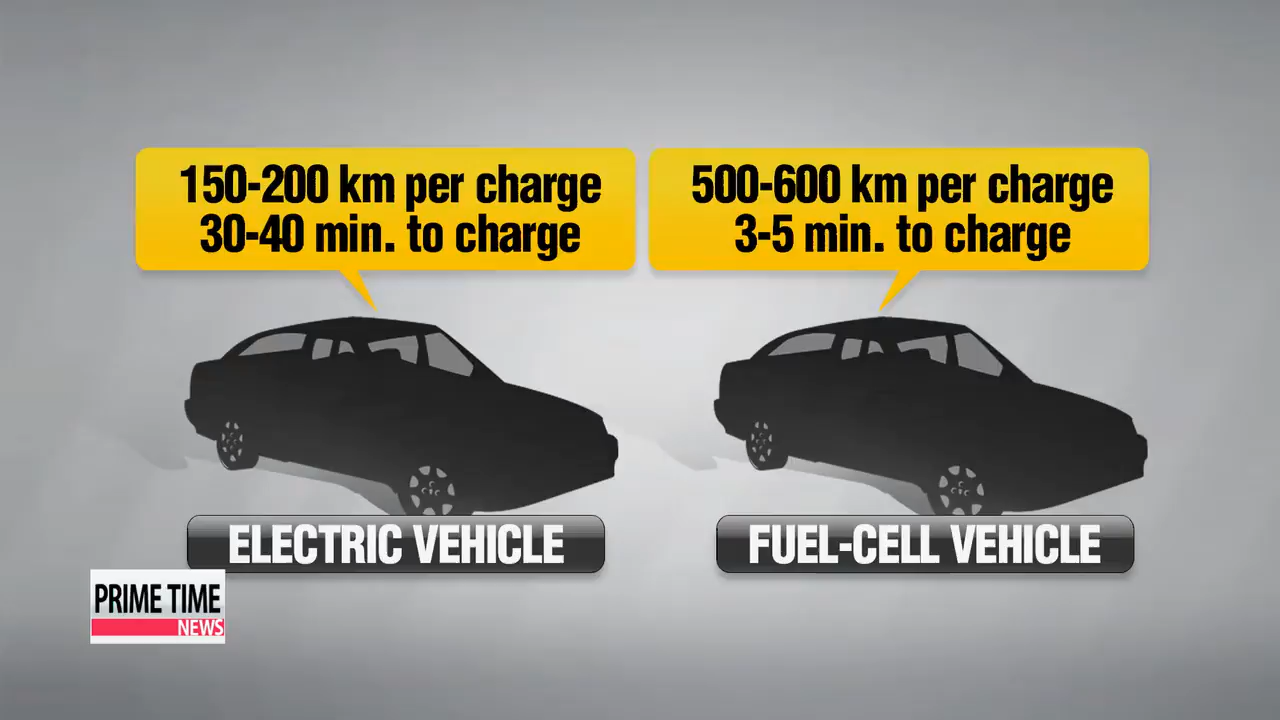 150-200 km per charge
30-40 min. to charge
500-600 km per charge
3-5 min. to charge
ELECTRIC VEHICLE
FUEL-CELL VEHICLE
PRIME TIME
NEWS